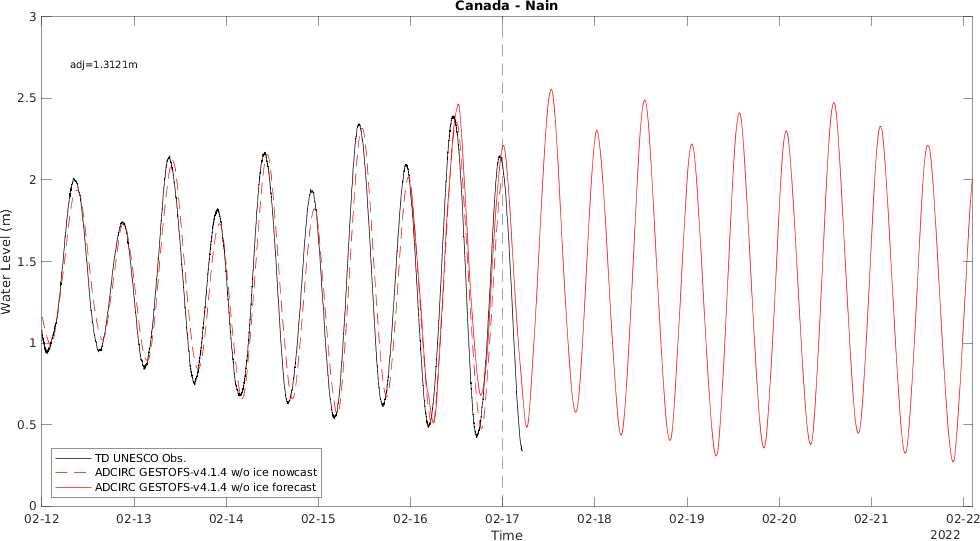 Canada - Nain
adj=1.3121m
Water Level (m)
3
2.5
2
1.5
1
0.5
0
TD UNESCO Obs.
ADCIRC GESTOFS-v4.1.4 w/o ice nowcast
ADCIRC GESTOFS-v4.1.4 w/o ice forecast
02-12 02-13 02-14 02-15 02-16 02-17 02-18 02-19 02-20 02-21 02-22
Time
2022